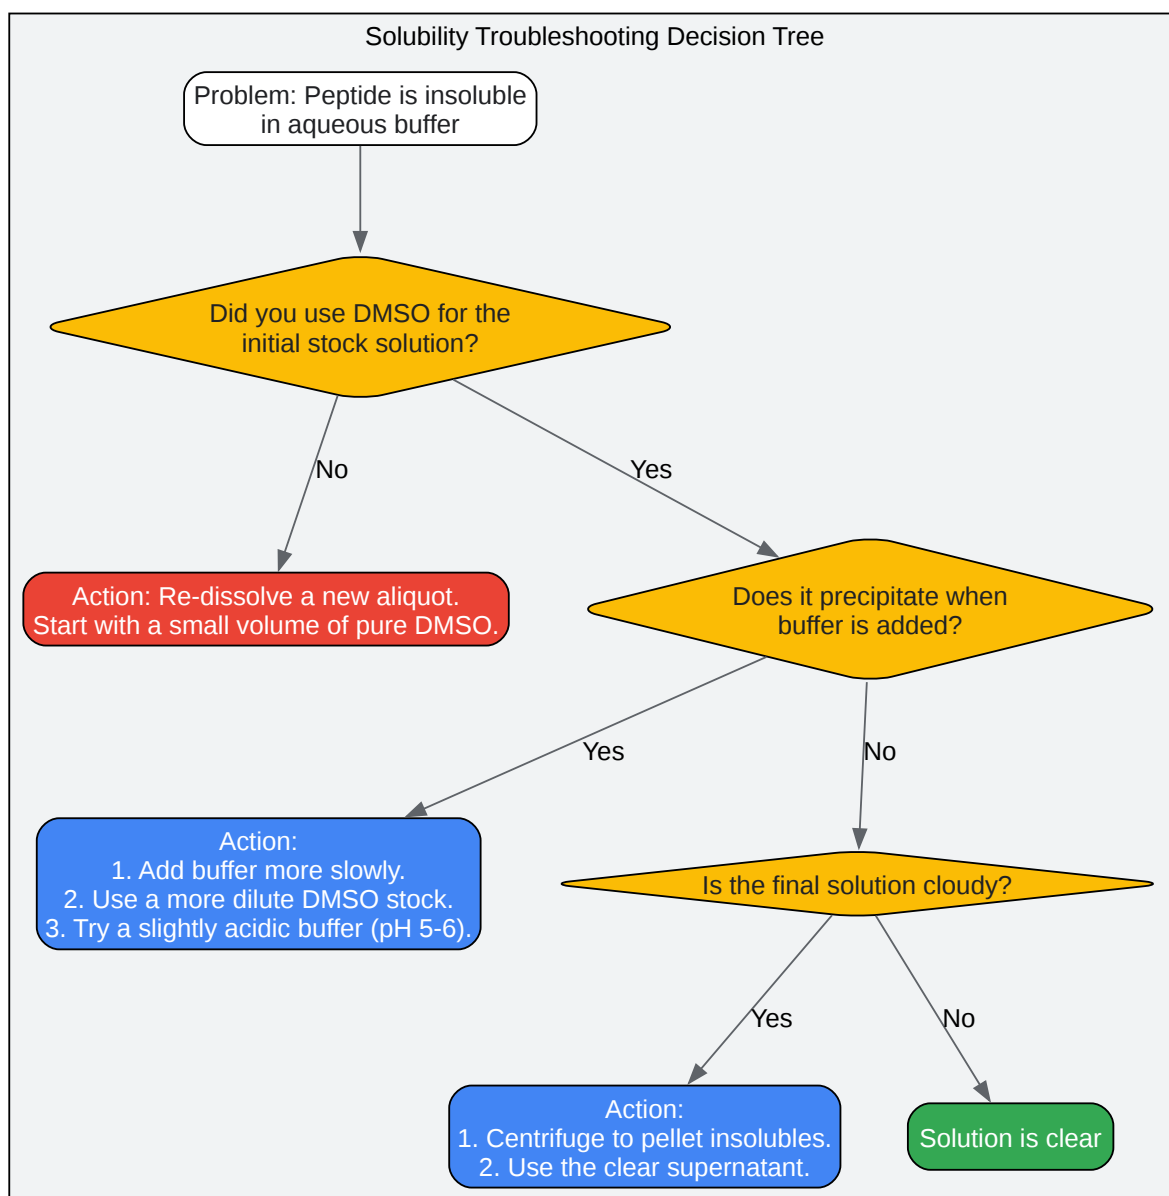 Solubility Troubleshooting Decision Tree
Problem: Peptide is insoluble
in aqueous buffer
Did you use DMSO for the
initial stock solution?
No
Yes
Action: Re-dissolve a new aliquot.
Start with a small volume of pure DMSO.
Does it precipitate when
buffer is added?
Yes
No
Action:
1. Add buffer more slowly.
2. Use a more dilute DMSO stock.
3. Try a slightly acidic buffer (pH 5-6).
Is the final solution cloudy?
Yes
No
Action:
1. Centrifuge to pellet insolubles.
2. Use the clear supernatant.
Solution is clear